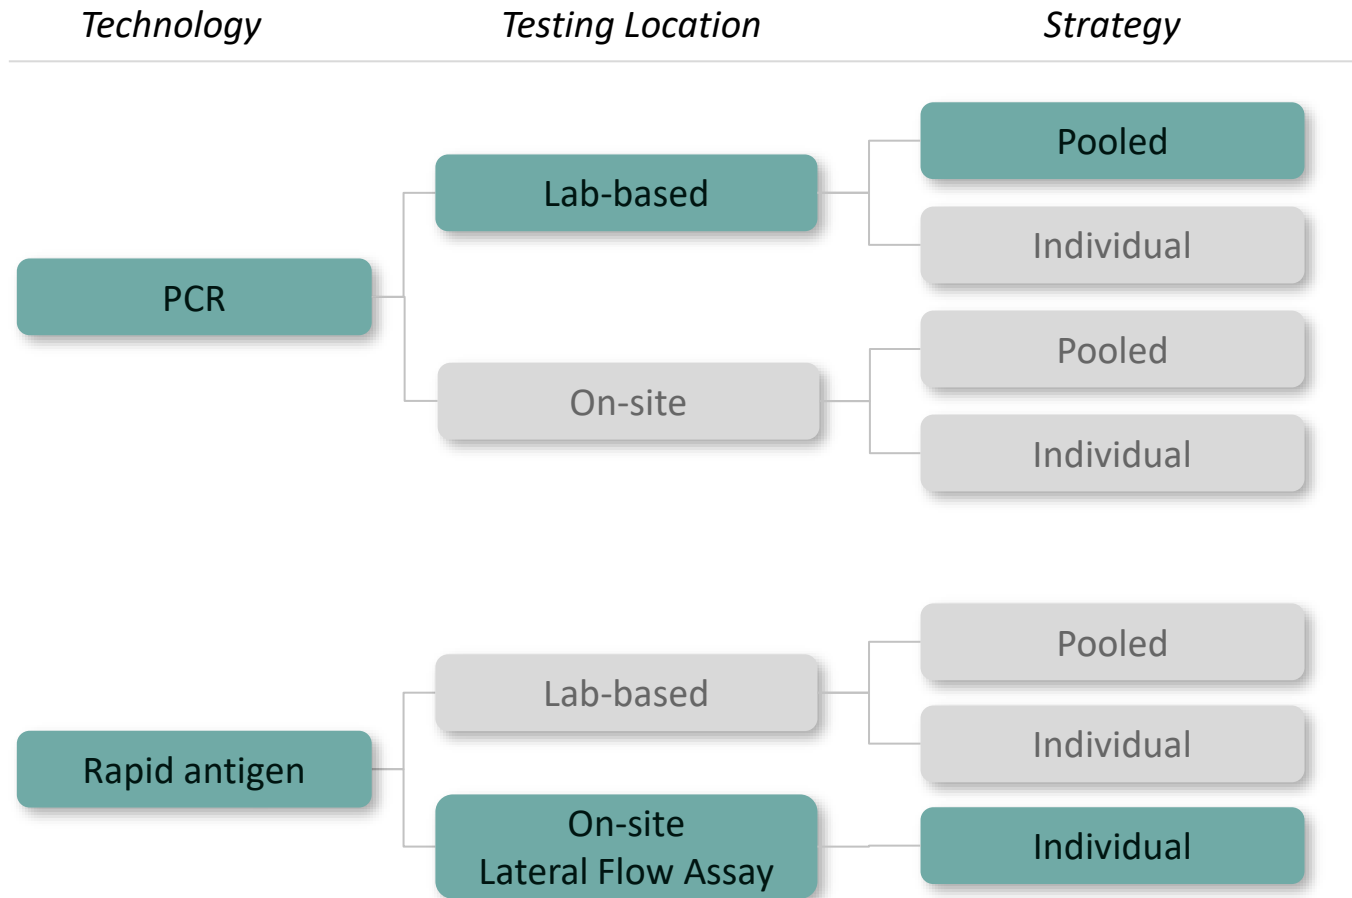 Technology Testing Location Strategy
Pooled
Lab-based
Individual
PCR
Pooled
On-site
Individual
Pooled
Lab-based
Individual
Rapid antigen
On-site
Lateral Flow Assay
Individual